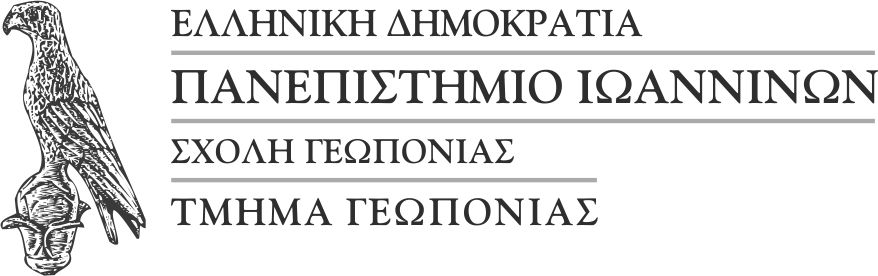 ΕΛΛΗΝΙΚΗ ΔΗΜΟΚΡΑΤΙΑ
ΠΑΝΕΠΙΣΤΗΜΙΟ ΙΩΑΝΝΙΝΩΝ
ΣΧΟΛΗ ΓΕΩΠΟΝΙΑΣ
ΤΜΗΜΑ ΓΕΩΠΟΝΙΑΣ